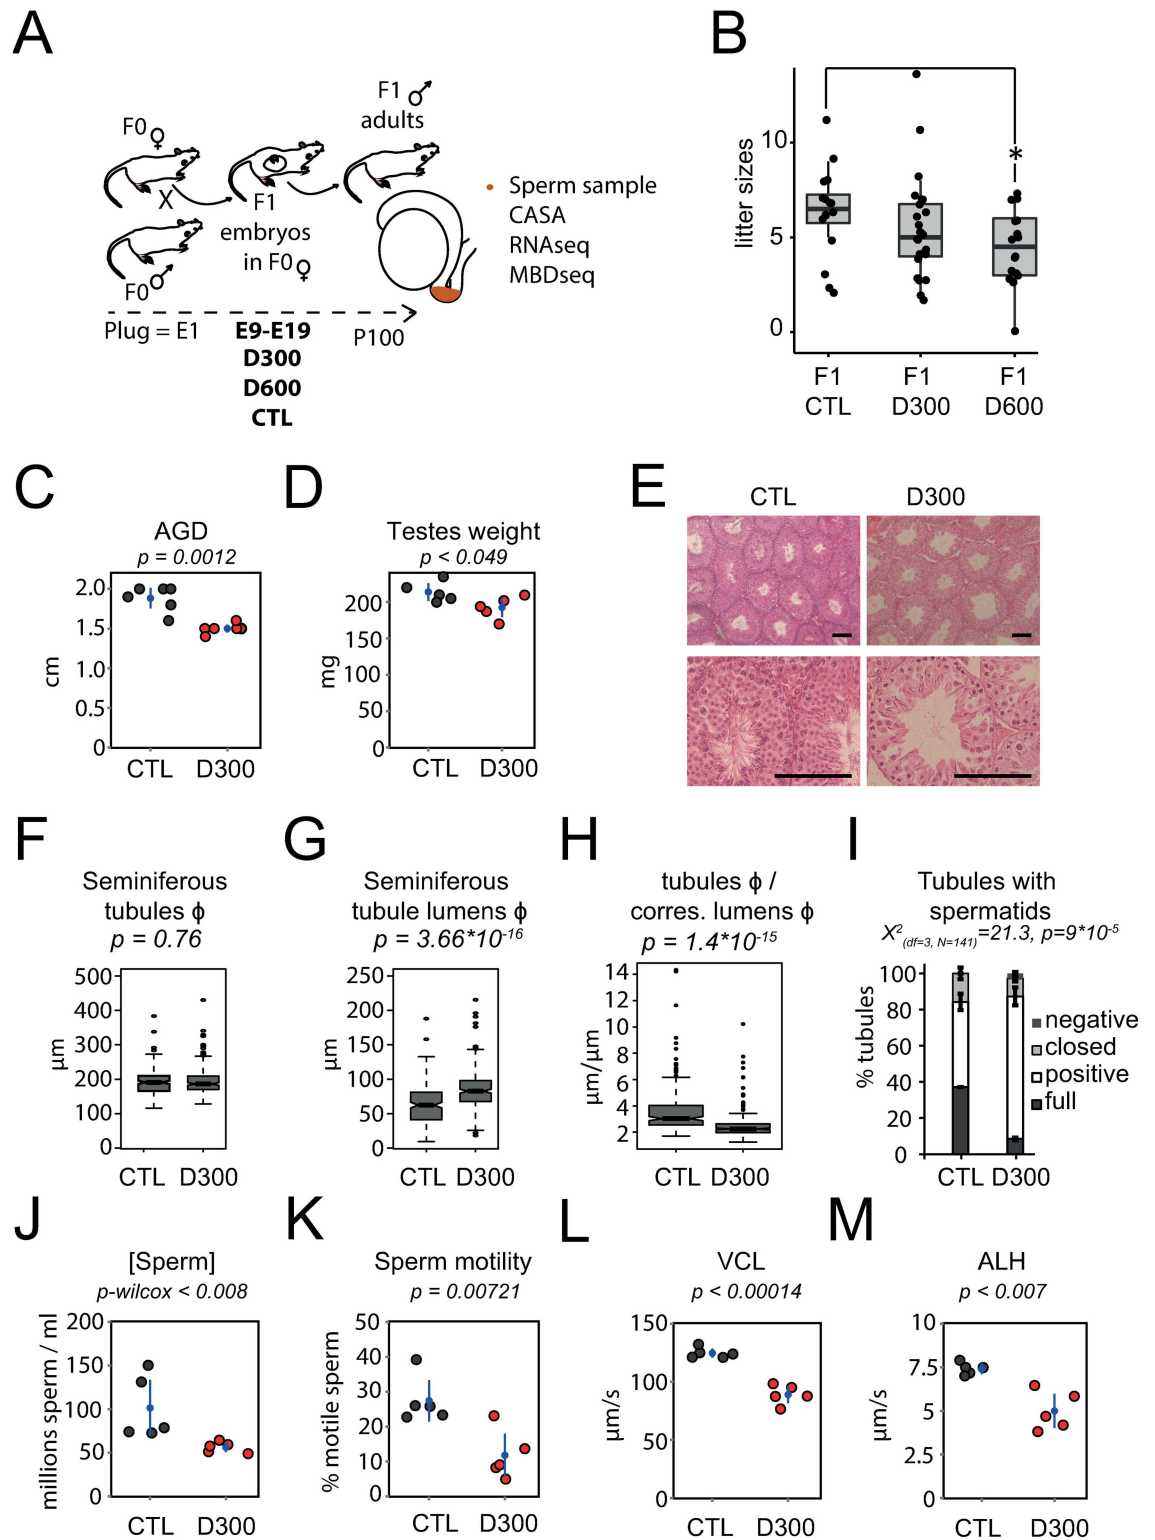 A
F0♀
X
F0♂
F1
embryos
in F0♀
F1♂
adults
Sperm sample
CASA
RNAseq
MBDseq
Plug = E1
E9-E19
D300
D600
CTL
P100
B
litter sizes
10
5
0
*
F1
CTL
F1
D300
F1
D600
C
AGD
p = 0.0012
cm
2.0
1.5
1.0
0.5
0
CTL
D300
D
Testes weight
p < 0.049
mg
200
150
100
50
0
CTL
D300
E
CTL
D300
F
Seminiferous
tubules ϕ
p = 0.76
μm
500
400
300
200
100
0
CTL
D300
G
Seminiferous
tubule lumens ϕ
p = 3.66*10⁻¹⁶
μm
250
200
150
100
50
0
CTL
D300
H
tubules ϕ /
corres. lumens ϕ
p = 1.4*10⁻¹⁵
μm/μm
14
12
10
8
6
4
2
CTL
D300
I
Tubules with
spermatids
X²(df=3, N=141)=21.3, p=9*10⁻⁵
% tubules
100
80
60
40
20
0
negative
closed
positive
full
CTL
D300
J
[Sperm]
p-wilcox < 0.008
millions sperm / ml
200
150
100
50
0
CTL
D300
K
Sperm motility
p = 0.00721
% motile sperm
50
40
30
20
10
0
CTL
D300
L
VCL
p < 0.00014
μm/s
150
100
50
0
CTL
D300
M
ALH
p < 0.007
μm/s
10
7.5
5
2.5
0
CTL
D300